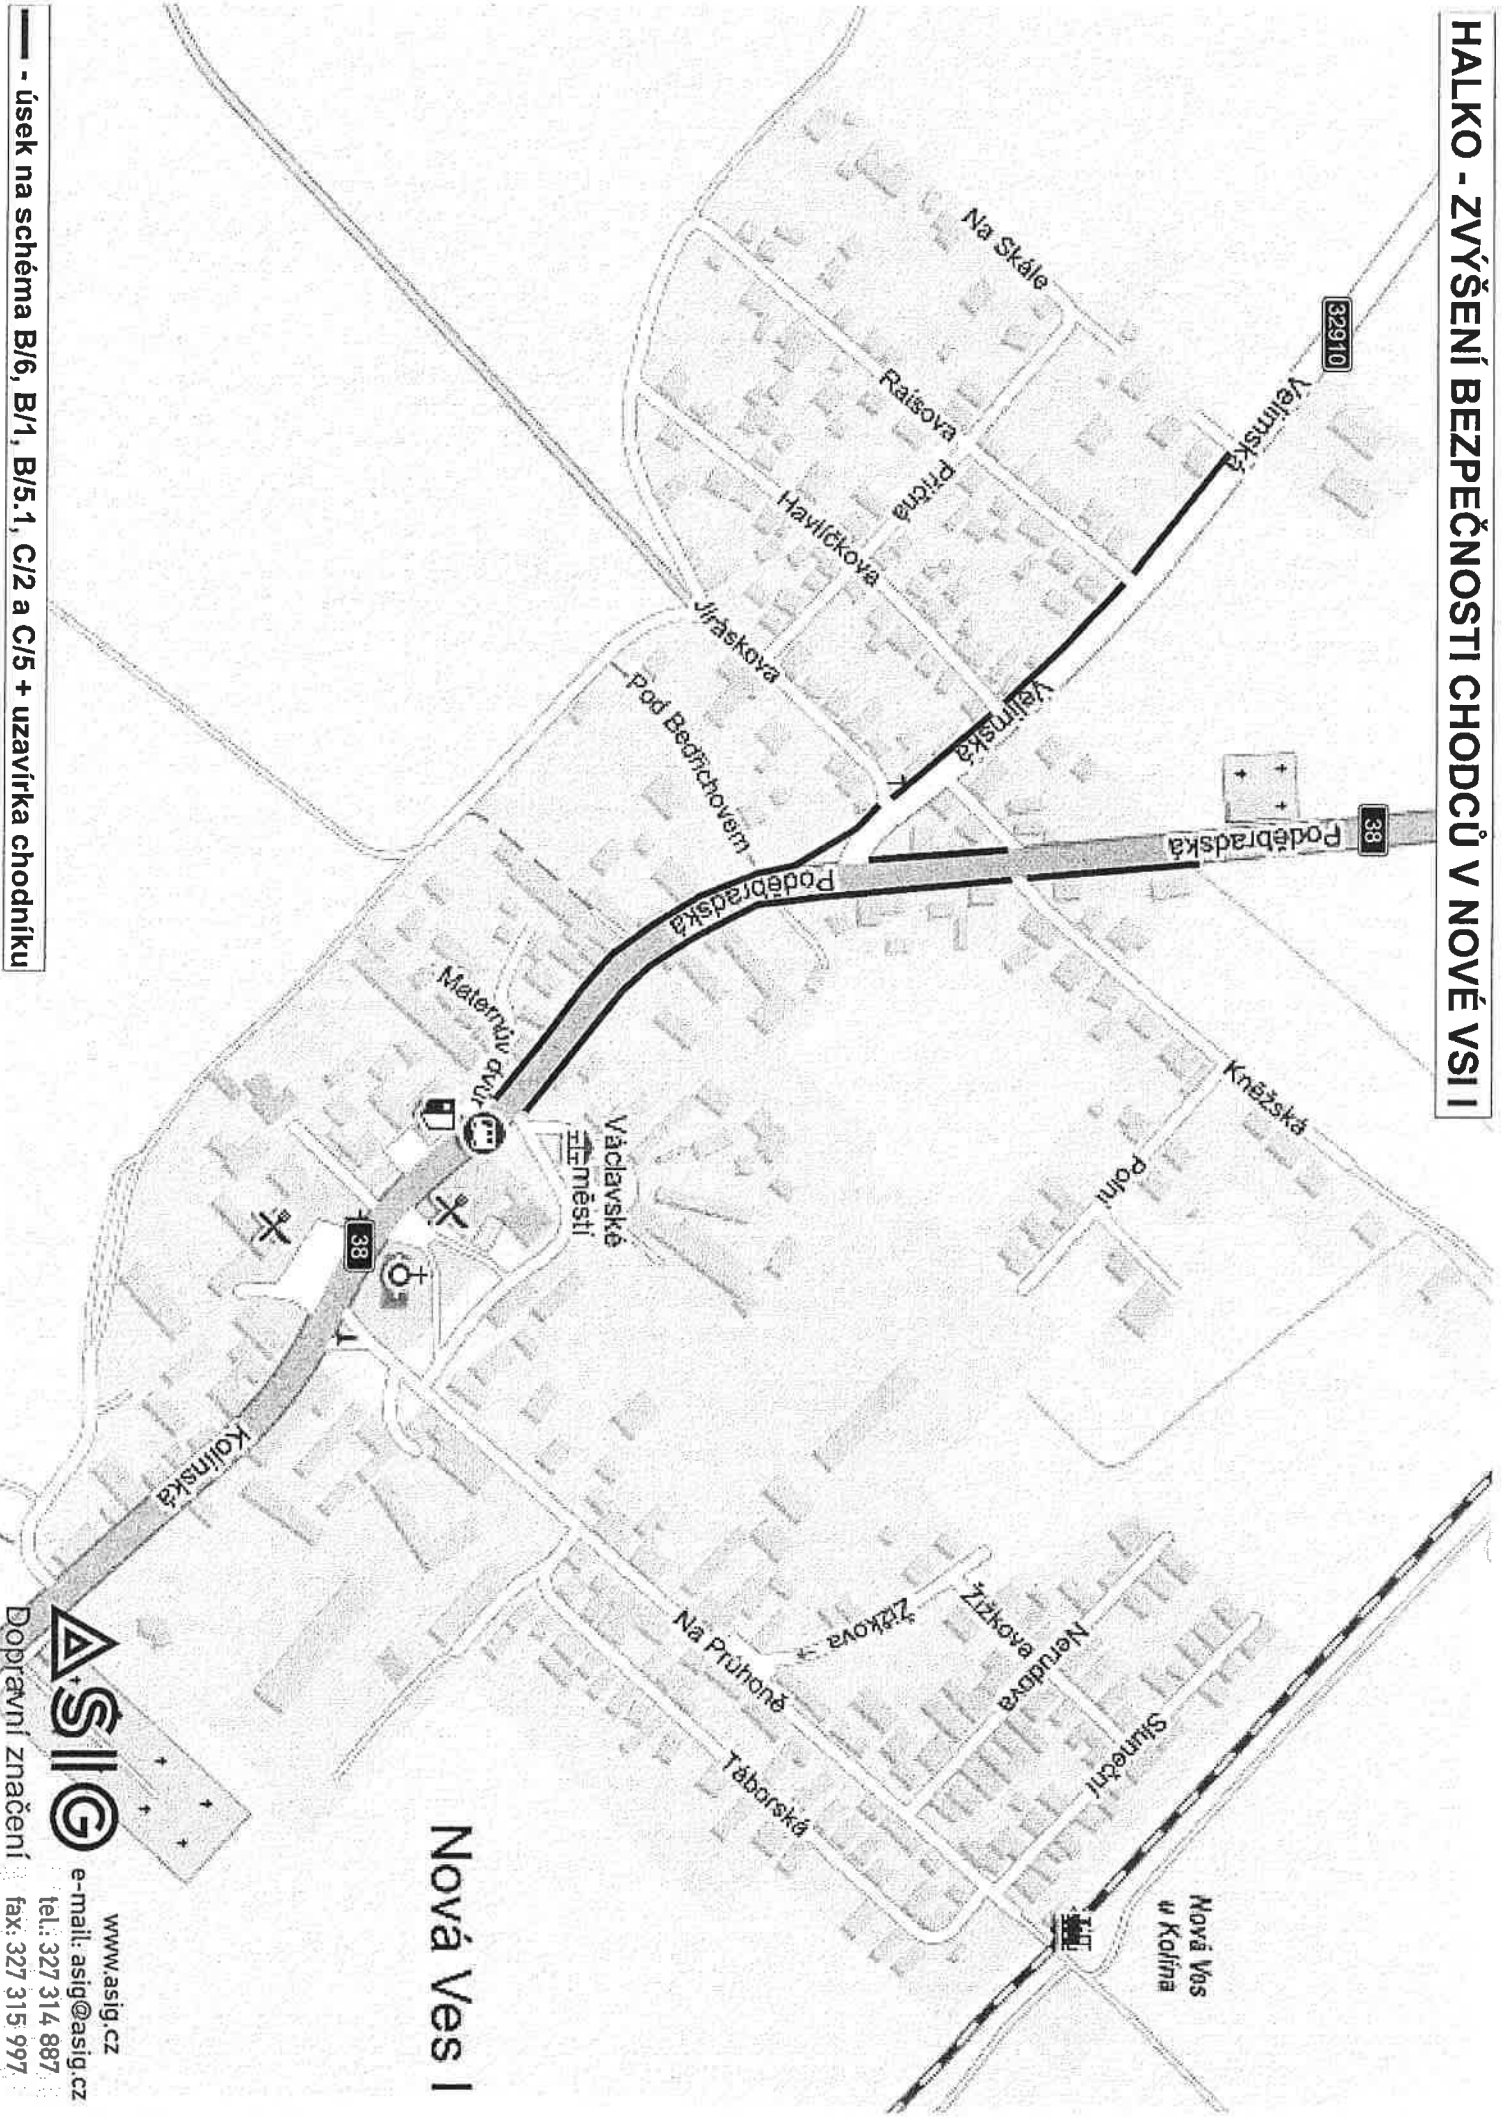 HALKO - ZVÝŠENÍ BEZPEČNOSTI CHODCŮ V NOVÉ VSI I
32910
Velimská
Na Skále
Raisova
Příčná
Havlíčkova
Jiráskova
Velimská
Pod Bedřichovem
38
Poděbradská
Poděbradská
Kněžská
Polní
Maternův dvůr
Václavské
městí
38
Kolínská
Žižkova
Žižkova
Nerudova
Sluneční
Na Průhoně
Táborská
Nová Ves
u Kolína
Nová Ves I
- úsek na schéma B/6, B/1, B/5.1, C/2 a C/5 + uzavírka chodníku
AŠIG
Dopravní značení
www.asig.cz
e-mail: asig@asig.cz
tel.: 327 314 887
fax: 327 315 997